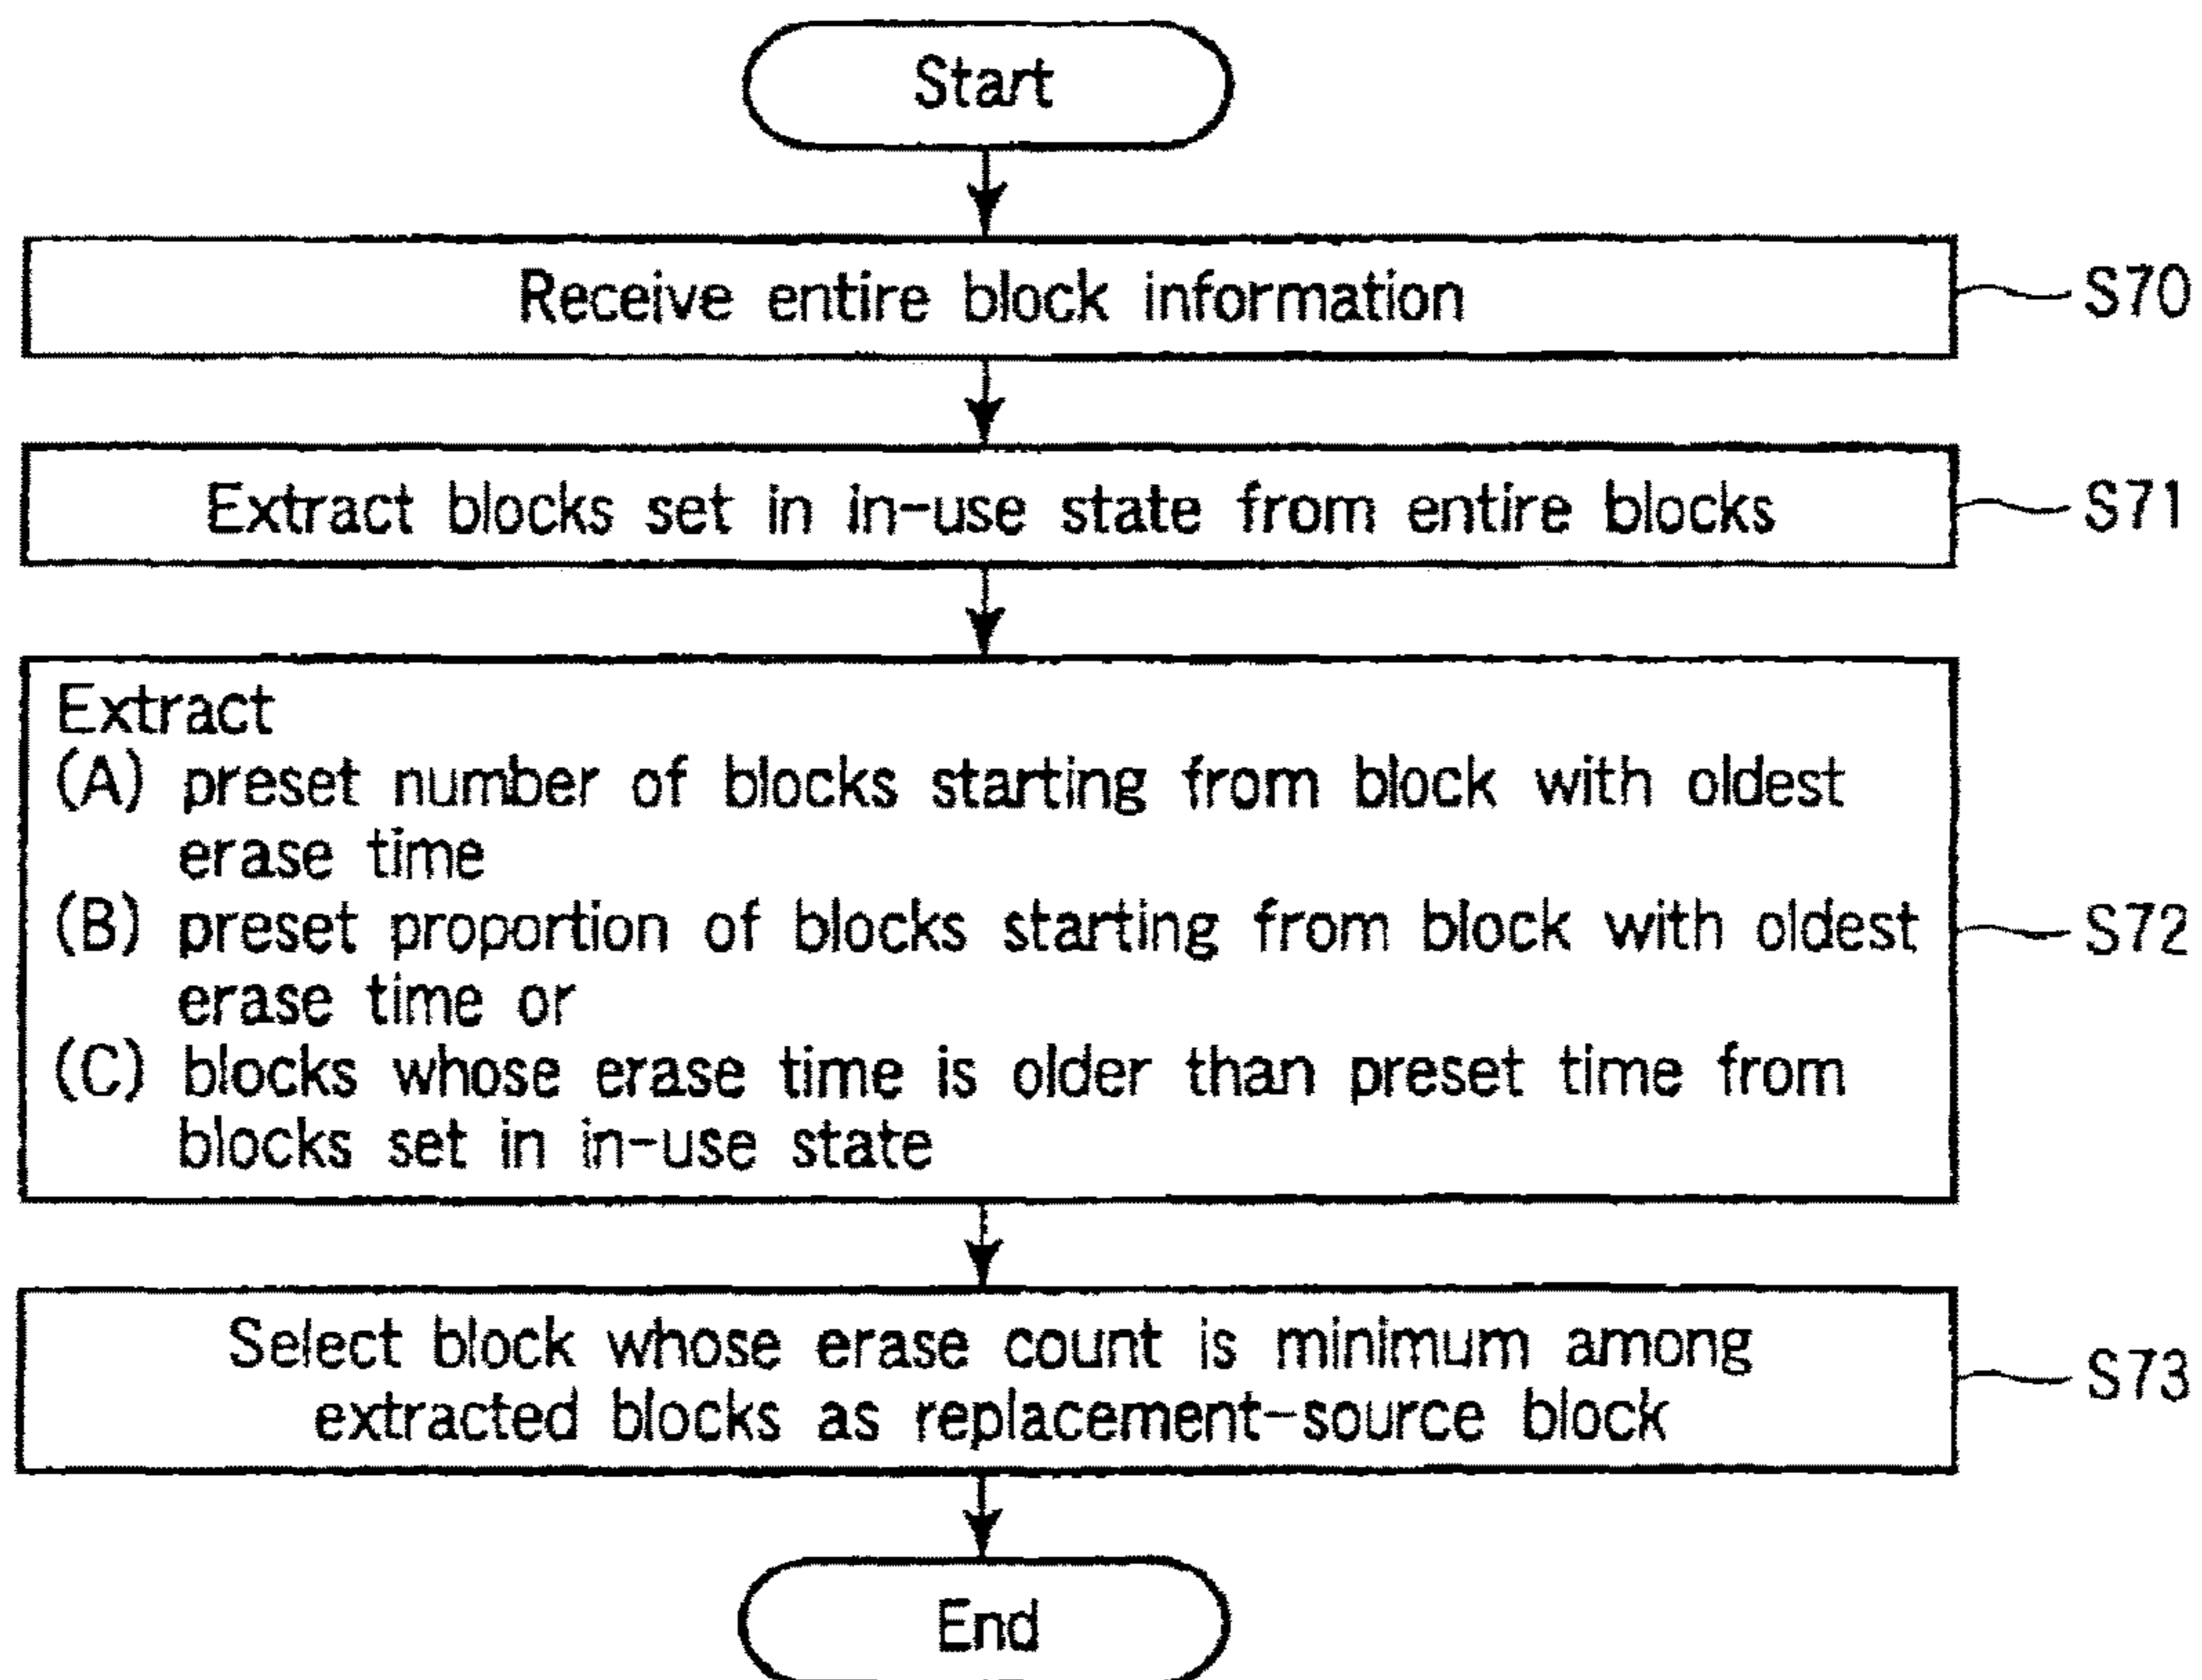 Start
Receive entire block information
S70
Extract blocks set in in-use state from entire blocks
S71
Extract
(A) preset number of blocks starting from block with oldest
erase time
(B) preset proportion of blocks starting from block with oldest
erase time or
(C) blocks whose erase time is older than preset time from
blocks set in in-use state
S72
Select block whose erase count is minimum among
extracted blocks as replacement-source block
S73
End